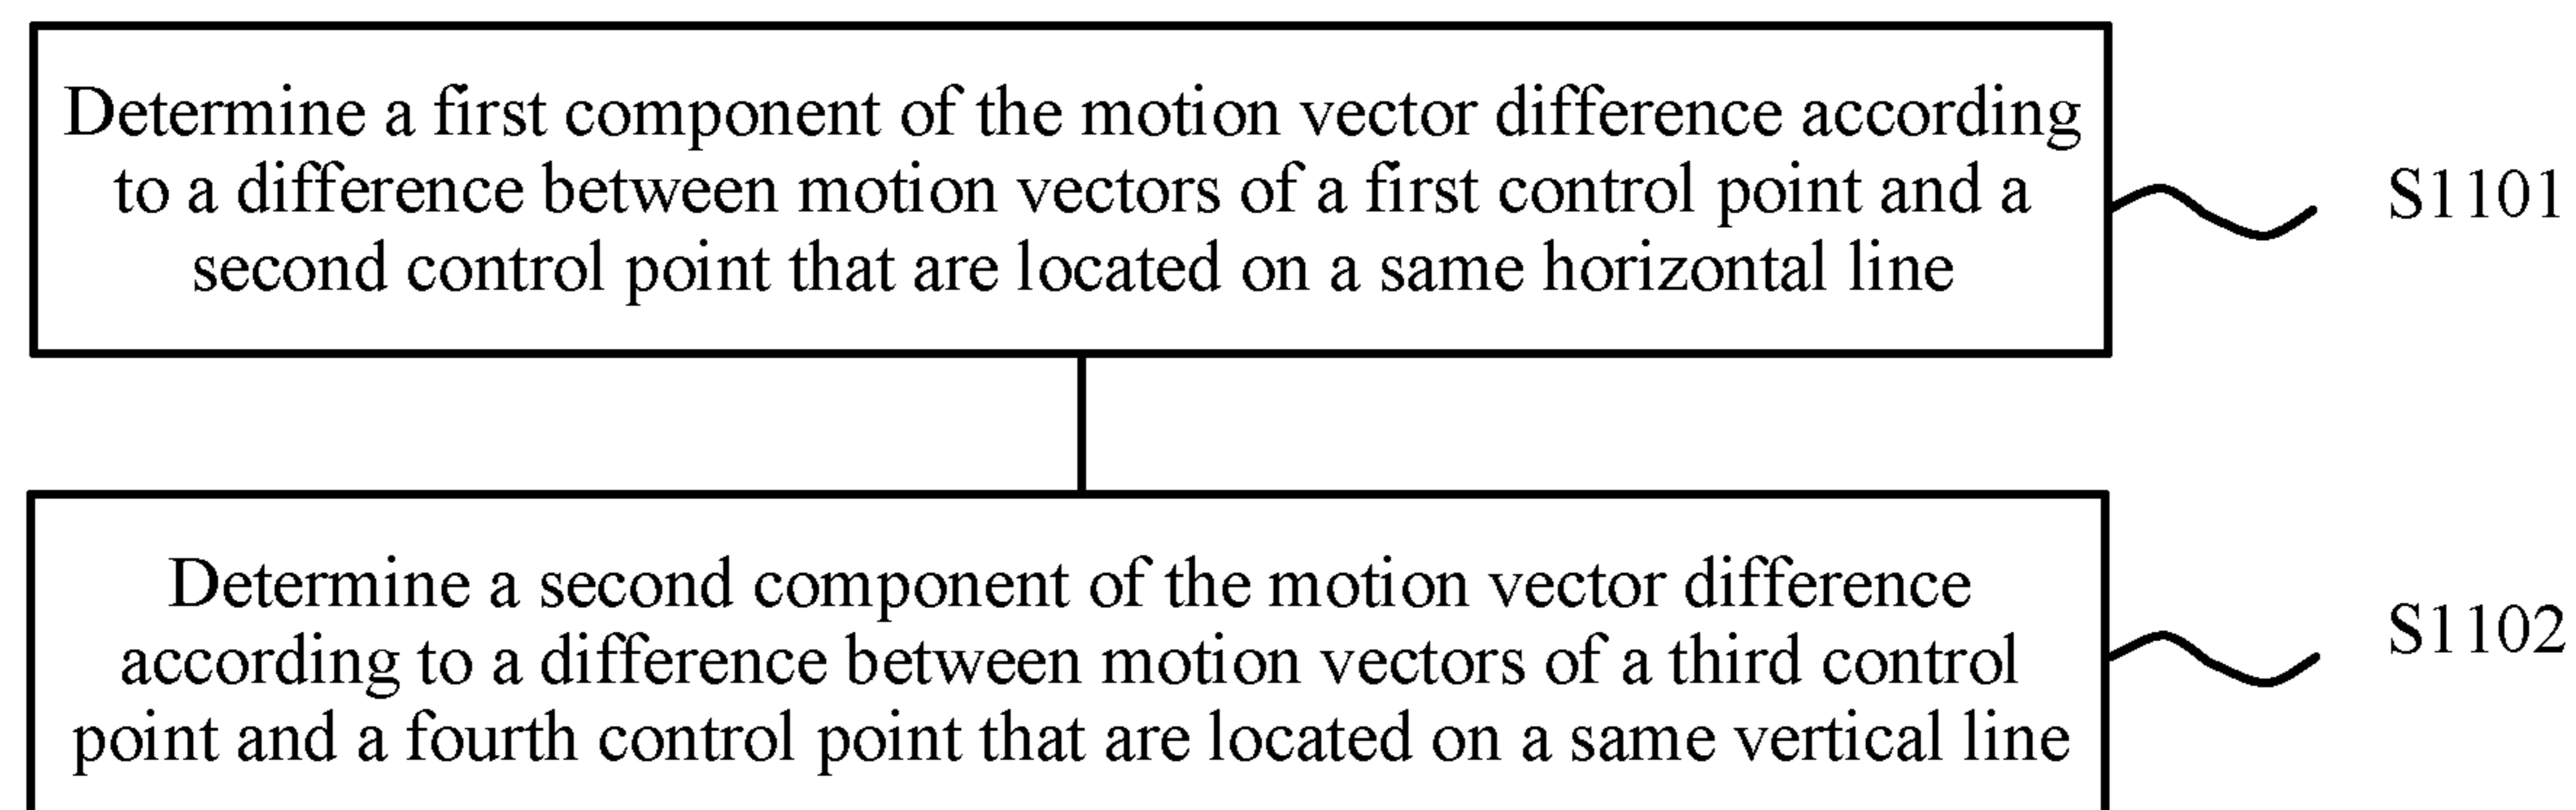 Determine a first component of the motion vector difference according
to a difference between motion vectors of a first control point and a
second control point that are located on a same horizontal line
S1101
Determine a second component of the motion vector difference
according to a difference between motion vectors of a third control
point and a fourth control point that are located on a same vertical line
S1102